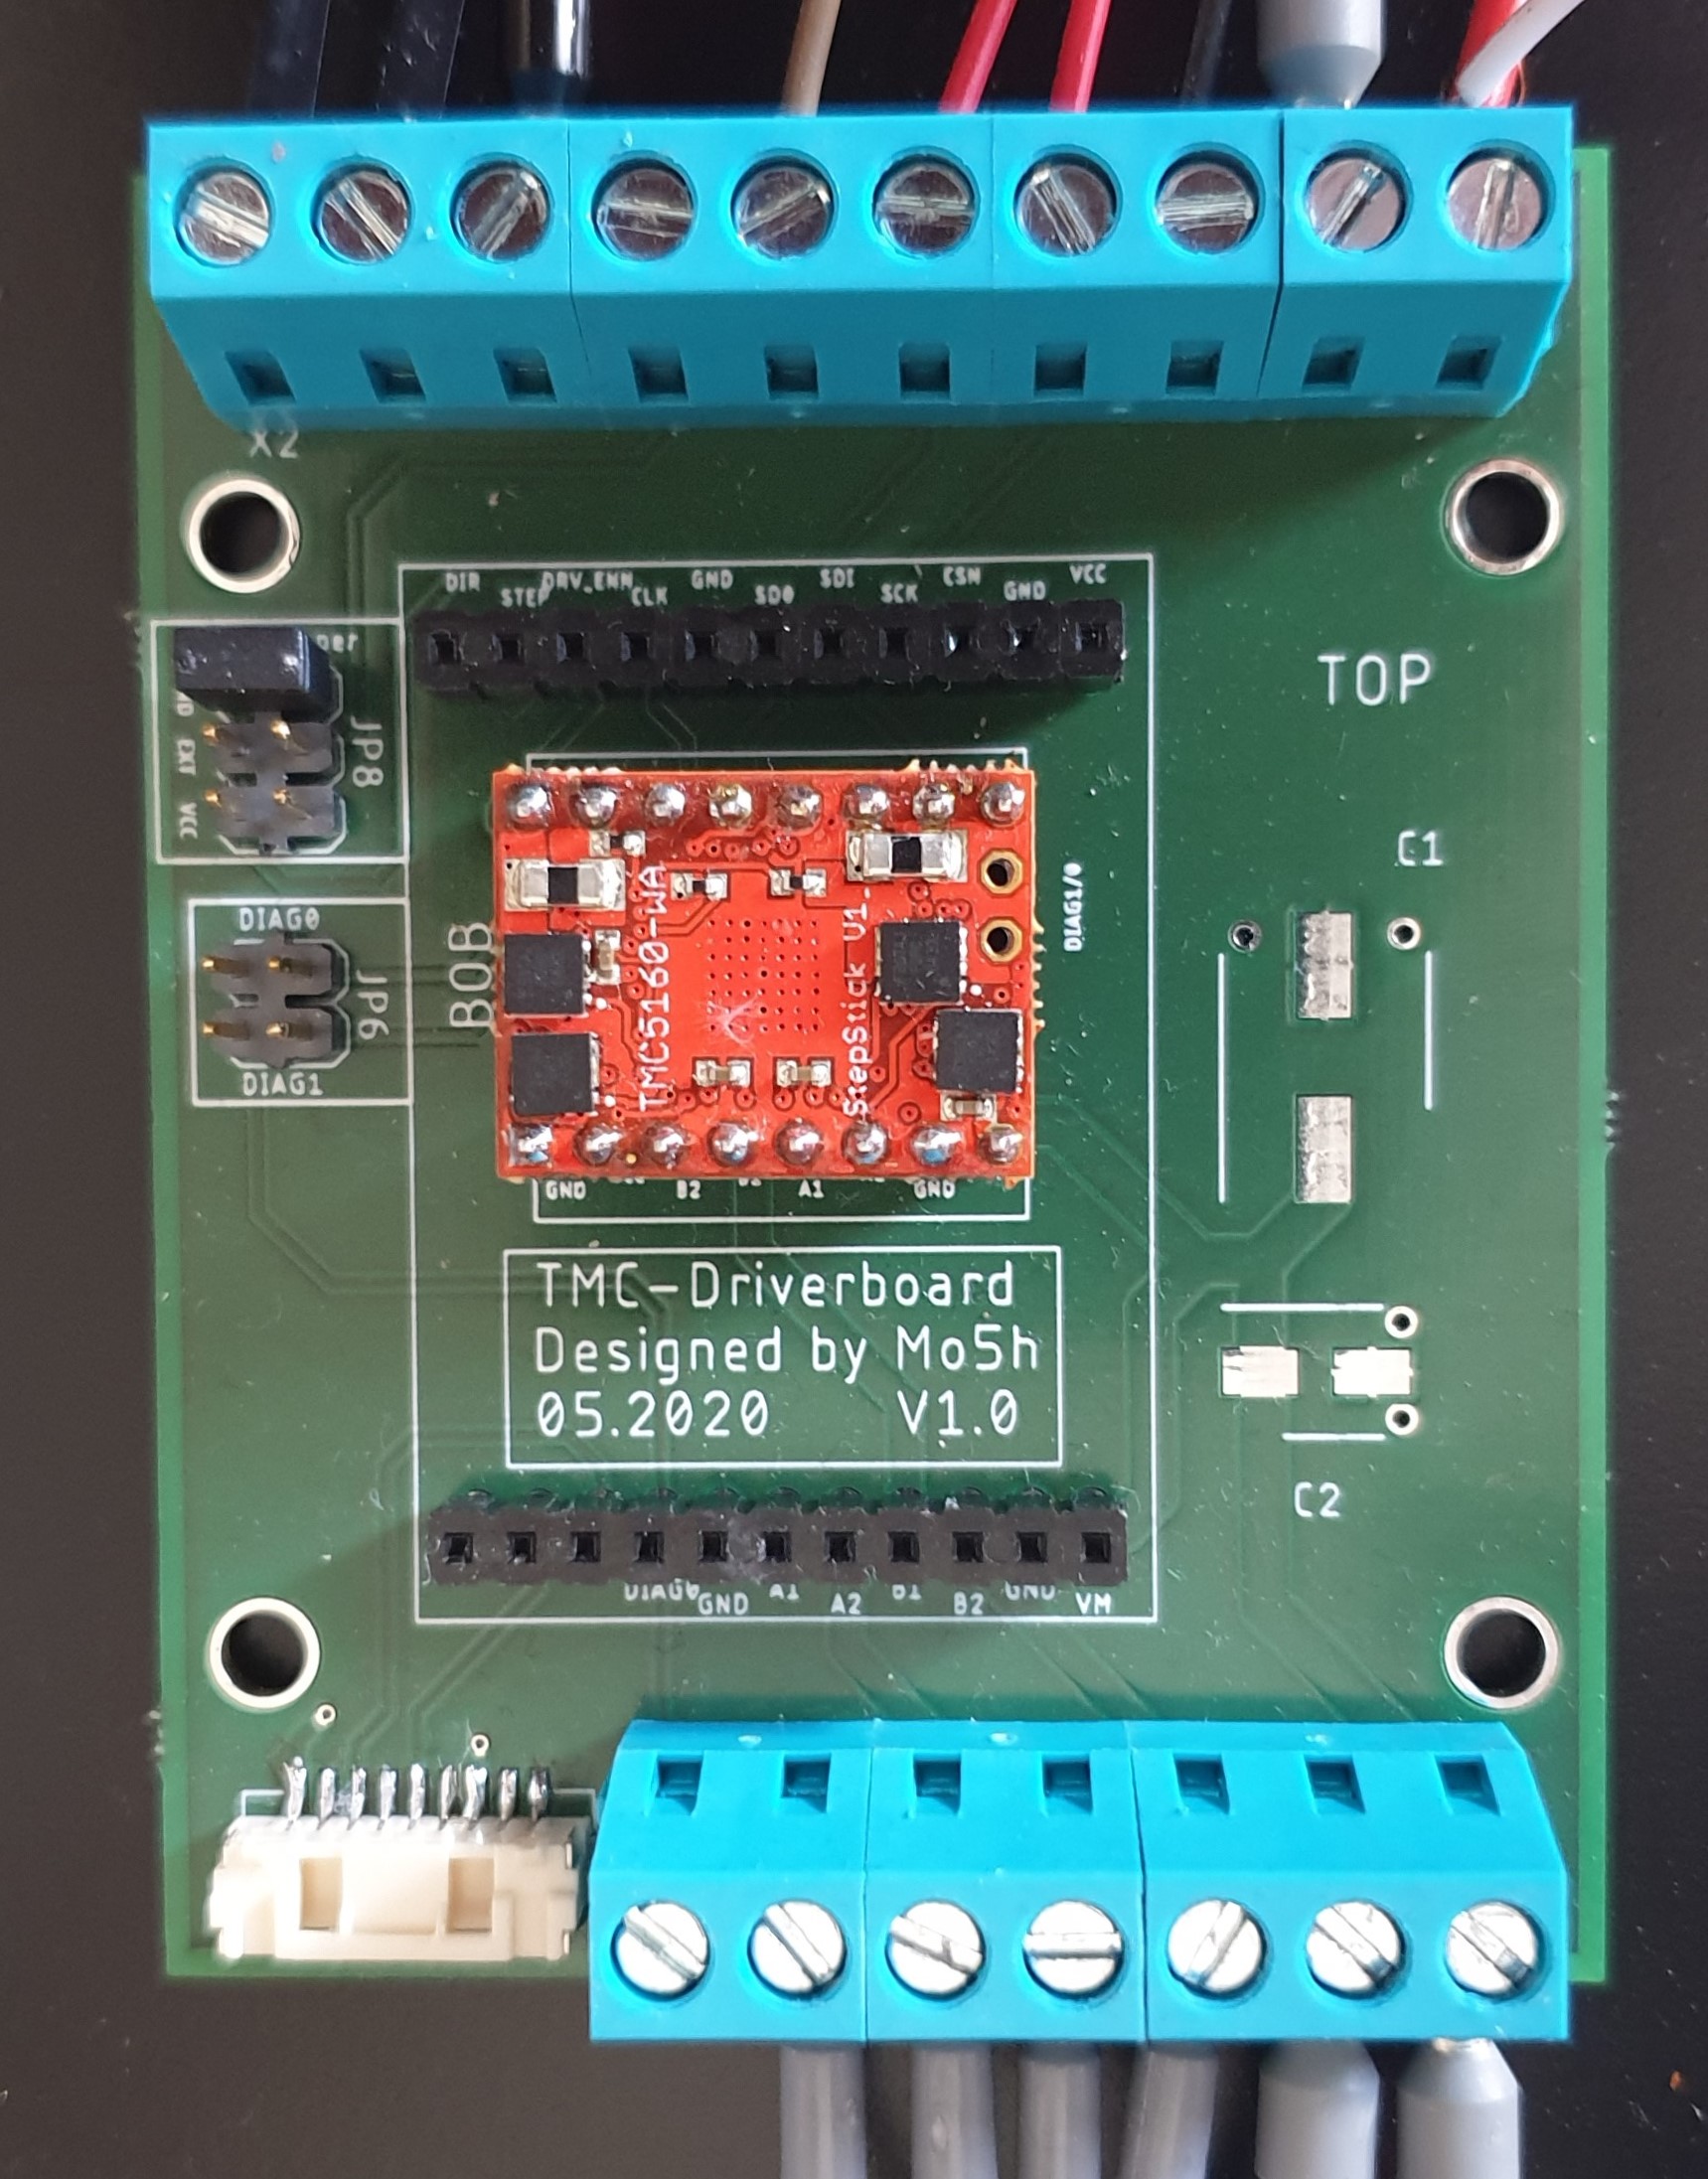 X2
DIR STEP DRV_ENN CLK GND SDO SDI SCK CSN GND VCC
TOP
JP8
EXT
VCC
C1
DIAG0
JP6
DIAG1
BOB
TMC5160-WA
StepStick V1.
DIAG1/0
GND B2 A1 GND
TMC-Driverboard
Designed by MoSh
05.2020 V1.0
C2
DIAG0 GND A1 A2 B1 B2 GND VM